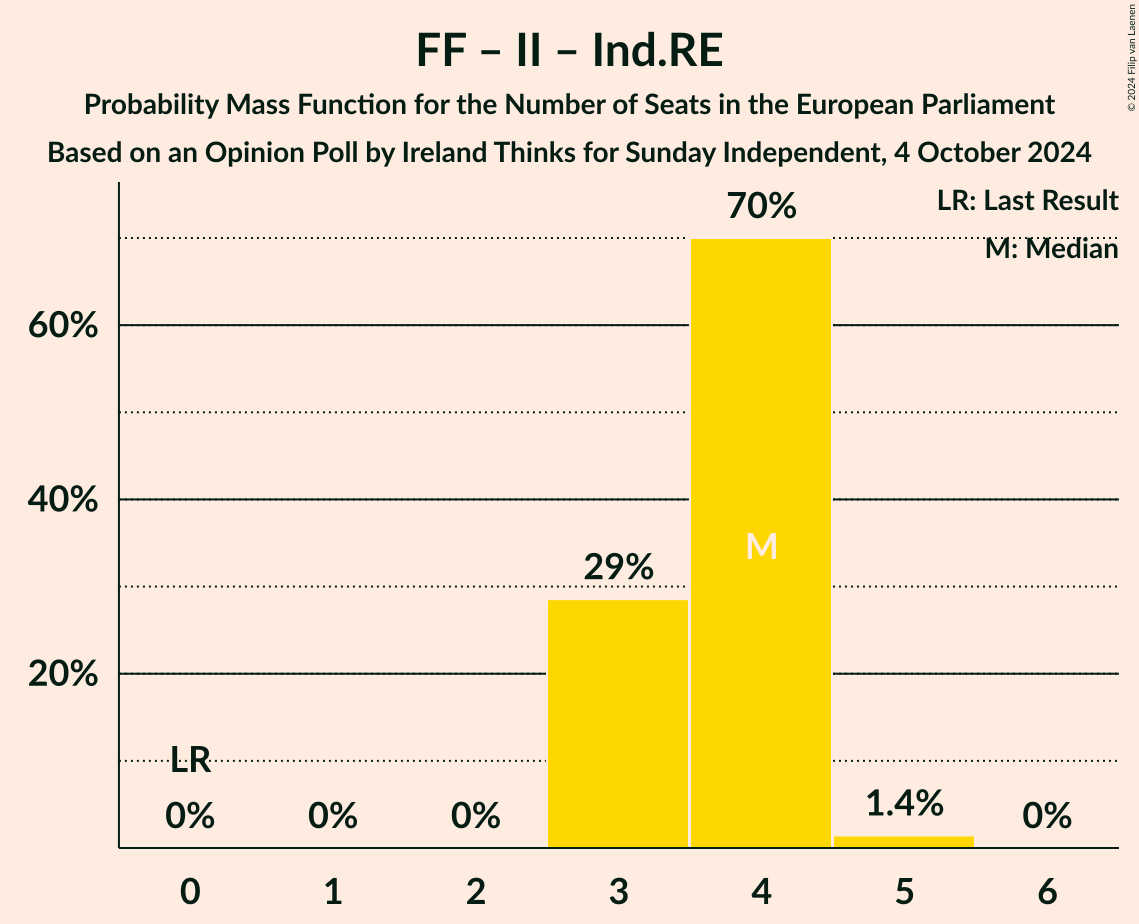 FF – II – Ind.RE
Probability Mass Function for the Number of Seats in the European Parliament
Based on an Opinion Poll by Ireland Thinks for Sunday Independent, 4 October 2024
© 2024 Filip van Laenen
LR: Last Result
M: Median
70%
60%
40%
29%
M
20%
LR
0%
0%
0%
1.4%
0%
0
1
2
3
4
5
6